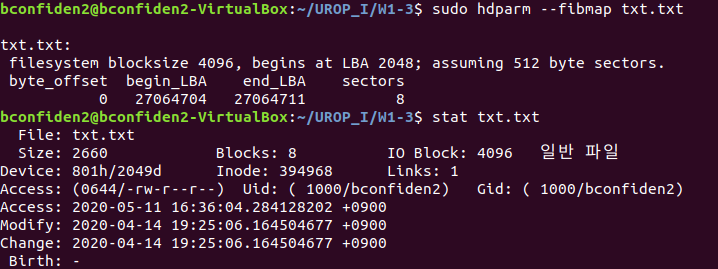 bconfiden2@bconfiden2-VirtualBox:~/UROP_I/W1-3$ sudo hdparm --fibmap txt.txt
txt.txt:
filesystem blocksize 4096, begins at LBA 2048; assuming 512 byte sectors.
byte_offset begin_LBA end_LBA sectors
0 27064704 27064711 8
bconfiden2@bconfiden2-VirtualBox:~/UROP_I/W1-3$ stat txt.txt
File: txt.txt
Size: 2660 Blocks: 8 IO Block: 4096 일반 파일
Device: 801h/2049d Inode: 394968 Links: 1
Access: (0644/-rw-r--r--) Uid: ( 1000/bconfiden2) Gid: ( 1000/bconfiden2)
Access: 2020-05-11 16:36:04.284128202 +0900
Modify: 2020-04-14 19:25:06.164504677 +0900
Change: 2020-04-14 19:25:06.164504677 +0900
Birth: -